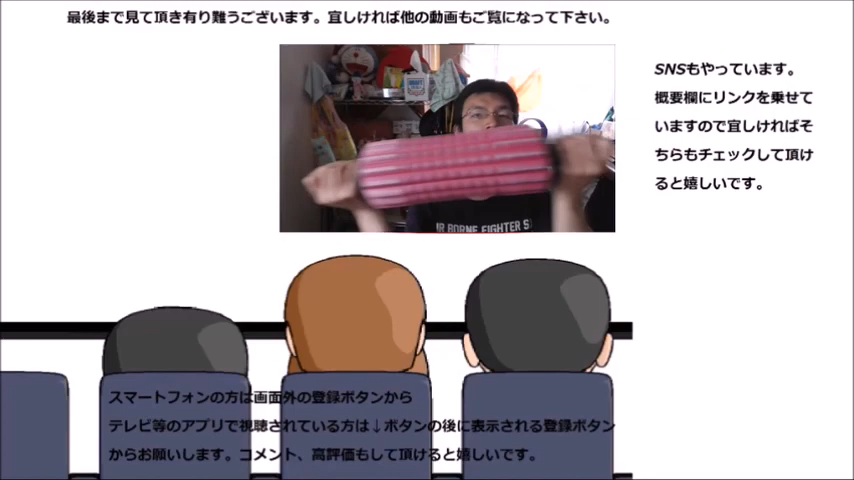 最後まで見て頂き有り難うございます。宜しければ他の動画もご覧になって下さい。
SNSもやっています。
概要欄にリンクを乗せて
いますので宜しければそ
ちらもチェックして頂け
ると嬉しいです。
BORNE FIGHTER S
スマートフォンの方は画面外の登録ボタンから
テレビ等のアプリで視聴されている方は↓ボタンの後に表示される登録ボタン
からお願いします。コメント、高評価もして頂けると嬉しいです。